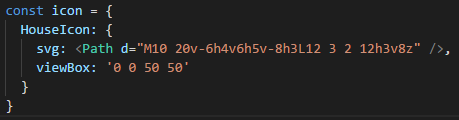 const icon = {
  HouseIcon: {
    svg: <Path d="M10 20v-6h4v6h5v-8h3L12 3 2 12h3v8z" />,
    viewBox: '0 0 50 50'
  }
}